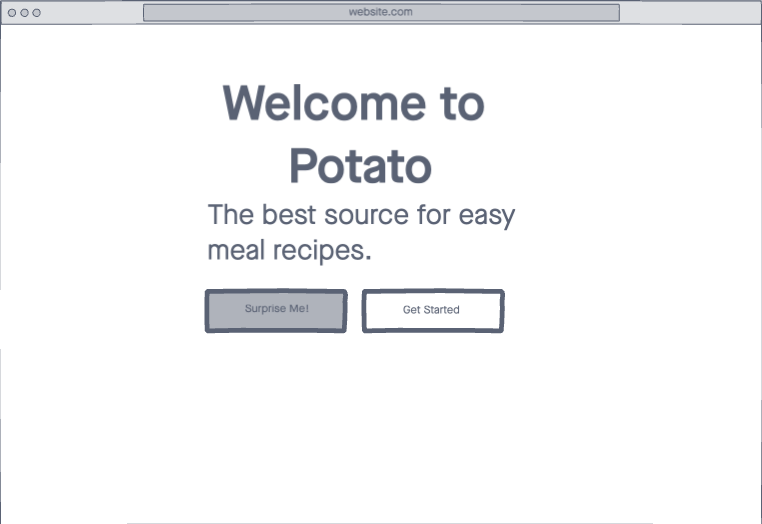 website.com
Welcome to
Potato
The best source for easy
meal recipes.
Surprise Me!
Get Started